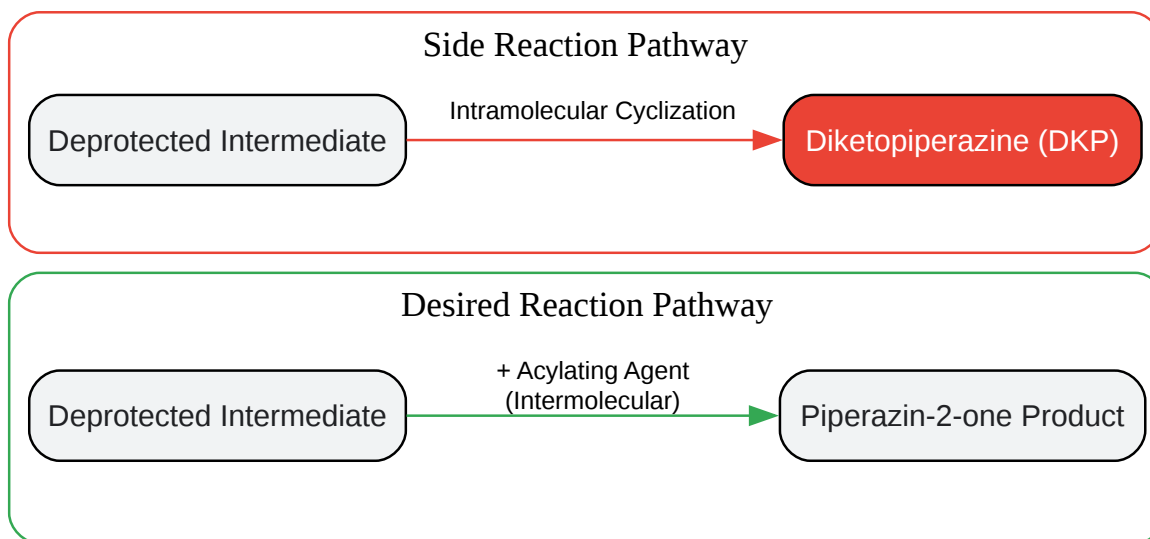 Side Reaction Pathway
Intramolecular Cyclization
Deprotected Intermediate
Diketopiperazine (DKP)
Desired Reaction Pathway
+ Acylating Agent
(Intermolecular)
Deprotected Intermediate
Piperazin-2-one Product